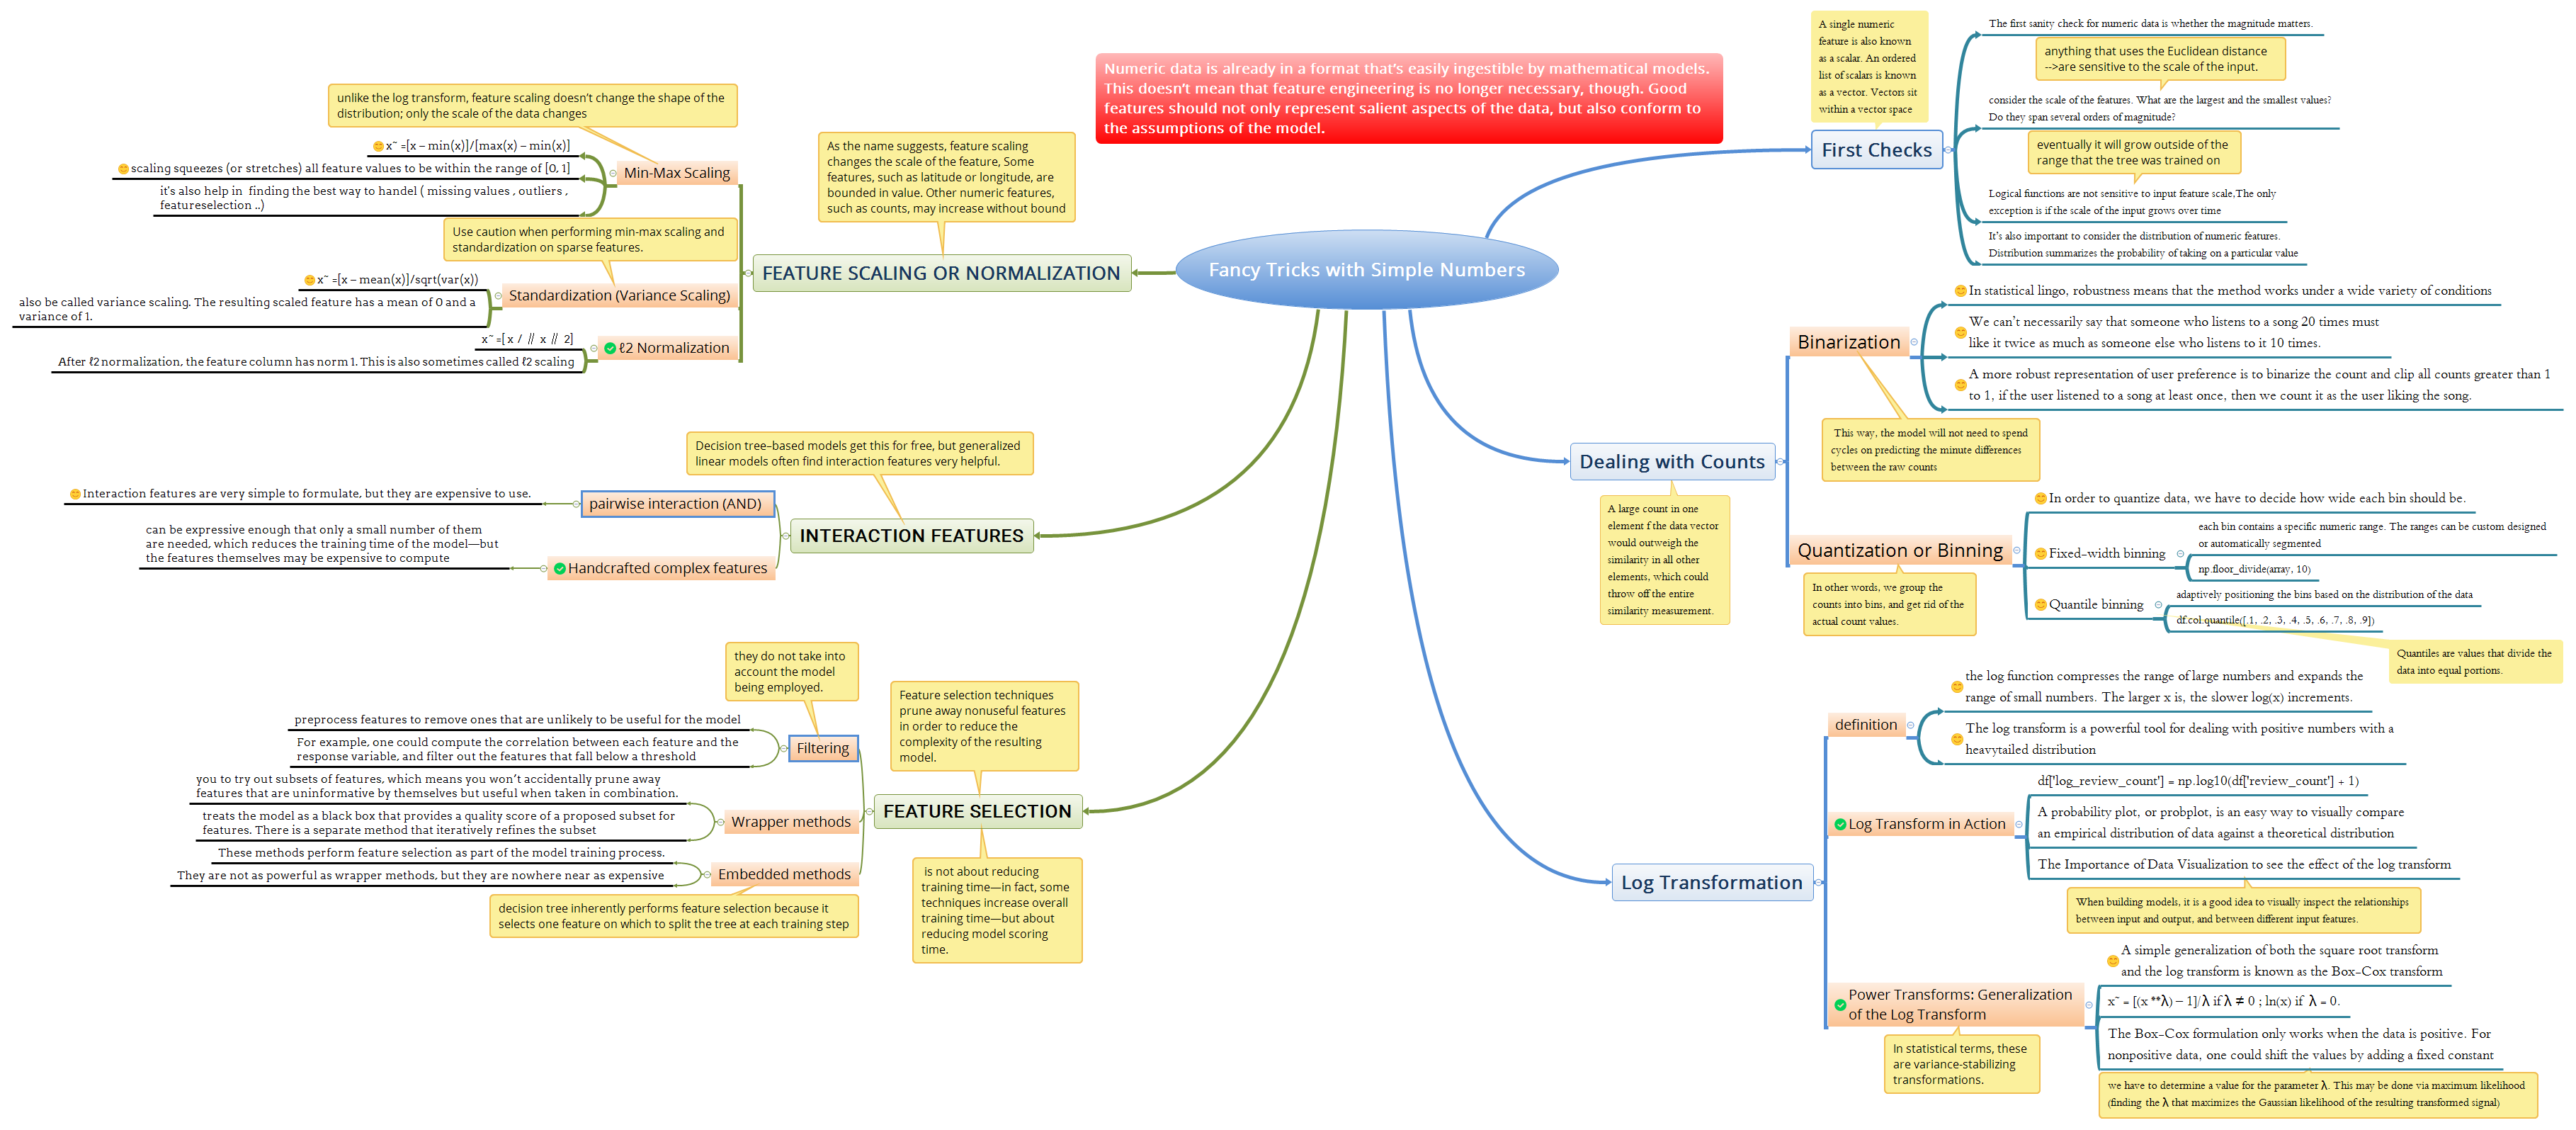 Fancy Tricks with Simple Numbers
Numeric data is already in a format that's easily ingestible by mathematical models.
This doesn't mean that feature engineering is no longer necessary, though. Good
features should not only represent salient aspects of the data, but also conform to
the assumptions of the model.
A single numeric
feature is also known
as a scalar. An ordered
list of scalars is known
as a vector. Vectors sit
within a vector space
First Checks
The first sanity check for numeric data is whether the magnitude matters.
anything that uses the Euclidean distance
-->are sensitive to the scale of the input.
consider the scale of the features. What are the largest and the smallest values?
Do they span several orders of magnitude?
eventually it will grow outside of the
range that the tree was trained on
Logical functions are not sensitive to input feature scale,The only
exception is if the scale of the input grows over time
It's also important to consider the distribution of numeric features.
Distribution summarizes the probability of taking on a particular value
Dealing with Counts
A large count in one
element f the data vector
would outweigh the
similarity in all other
elements, which could
throw off the entire
similarity measurement.
Binarization
In statistical lingo, robustness means that the method works under a wide variety of conditions
We can't necessarily say that someone who listens to a song 20 times must
like it twice as much as someone else who listens to it 10 times.
A more robust representation of user preference is to binarize the count and clip all counts greater than 1
to 1, if the user listened to a song at least once, then we count it as the user liking the song.
This way, the model will not need to spend
cycles on predicting the minute differences
between the raw counts
Quantization or Binning
In other words, we group the
counts into bins, and get rid of the
actual count values.
In order to quantize data, we have to decide how wide each bin should be.
Fixed-width binning
each bin contains a specific numeric range. The ranges can be custom designed
or automatically segmented
np.floor_divide(array, 10)
Quantile binning
adaptively positioning the bins based on the distribution of the data
df.col.quantile([.1, .2, .3, .4, .5, .6, .7, .8, .9])
Quantiles are values that divide the
data into equal portions.
Log Transformation
definition
the log function compresses the range of large numbers and expands the
range of small numbers. The larger x is, the slower log(x) increments.
The log transform is a powerful tool for dealing with positive numbers with a
heavytailed distribution
Log Transform in Action
df['log_review_count'] = np.log10(df['review_count'] + 1)
A probability plot, or probplot, is an easy way to visually compare
an empirical distribution of data against a theoretical distribution
The Importance of Data Visualization to see the effect of the log transform
When building models, it is a good idea to visually inspect the relationships
between input and output, and between different input features.
Power Transforms: Generalization
of the Log Transform
In statistical terms, these
are variance-stabilizing
transformations.
A simple generalization of both the square root transform
and the log transform is known as the Box-Cox transform
x˜ = [(x **λ) − 1]/λ if λ ≠ 0 ; ln(x) if λ = 0.
The Box-Cox formulation only works when the data is positive. For
nonpositive data, one could shift the values by adding a fixed constant
we have to determine a value for the parameter λ. This may be done via maximum likelihood
(finding the λ that maximizes the Gaussian likelihood of the resulting transformed signal)
FEATURE SCALING OR NORMALIZATION
As the name suggests, feature scaling
changes the scale of the feature, Some
features, such as latitude or longitude, are
bounded in value. Other numeric features,
such as counts, may increase without bound
unlike the log transform, feature scaling doesn't change the shape of the
distribution; only the scale of the data changes
Min-Max Scaling
x˜ =[x − min(x)]/[max(x) − min(x)]
scaling squeezes (or stretches) all feature values to be within the range of [0, 1]
it's also help in finding the best way to handel ( missing values , outliers ,
featureselection ..)
Use caution when performing min-max scaling and
standardization on sparse features.
Standardization (Variance Scaling)
x˜ =[x − mean(x)]/sqrt(var(x))
also be called variance scaling. The resulting scaled feature has a mean of 0 and a
variance of 1.
ℓ2 Normalization
x˜ =[ x / ∥ x ∥ 2]
After ℓ2 normalization, the feature column has norm 1. This is also sometimes called ℓ2 scaling
INTERACTION FEATURES
Decision tree–based models get this for free, but generalized
linear models often find interaction features very helpful.
pairwise interaction (AND)
Interaction features are very simple to formulate, but they are expensive to use.
Handcrafted complex features
can be expressive enough that only a small number of them
are needed, which reduces the training time of the model—but
the features themselves may be expensive to compute
FEATURE SELECTION
Feature selection techniques
prune away nonuseful features
in order to reduce the
complexity of the resulting
model.
is not about reducing
training time—in fact, some
techniques increase overall
training time—but about
reducing model scoring
time.
they do not take into
account the model
being employed.
Filtering
preprocess features to remove ones that are unlikely to be useful for the model
For example, one could compute the correlation between each feature and the
response variable, and filter out the features that fall below a threshold
Wrapper methods
you to try out subsets of features, which means you won't accidentally prune away
features that are uninformative by themselves but useful when taken in combination.
treats the model as a black box that provides a quality score of a proposed subset for
features. There is a separate method that iteratively refines the subset
Embedded methods
These methods perform feature selection as part of the model training process.
They are not as powerful as wrapper methods, but they are nowhere near as expensive
decision tree inherently performs feature selection because it
selects one feature on which to split the tree at each training step